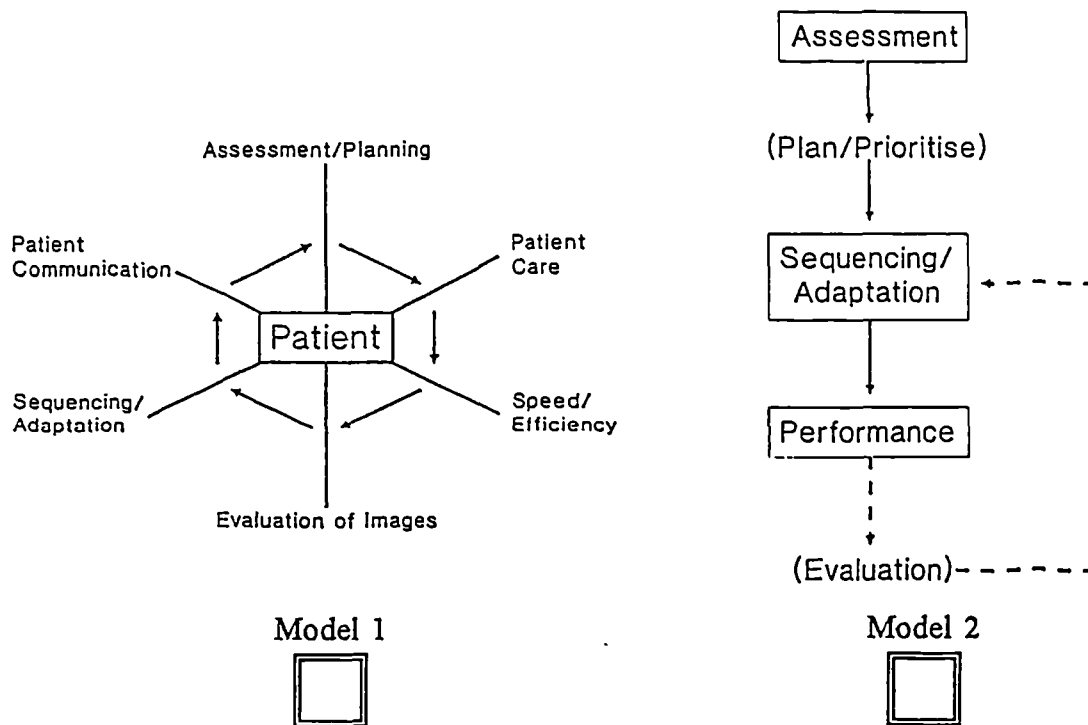 Assessment/Planning
Patient
Communication
Patient
Care
Patient
Sequencing/
Adaptation
Speed/
Efficiency
Evaluation of Images
Model 1
Assessment
(Plan/Prioritise)
Sequencing/
Adaptation
Performance
(Evaluation)
Model 2